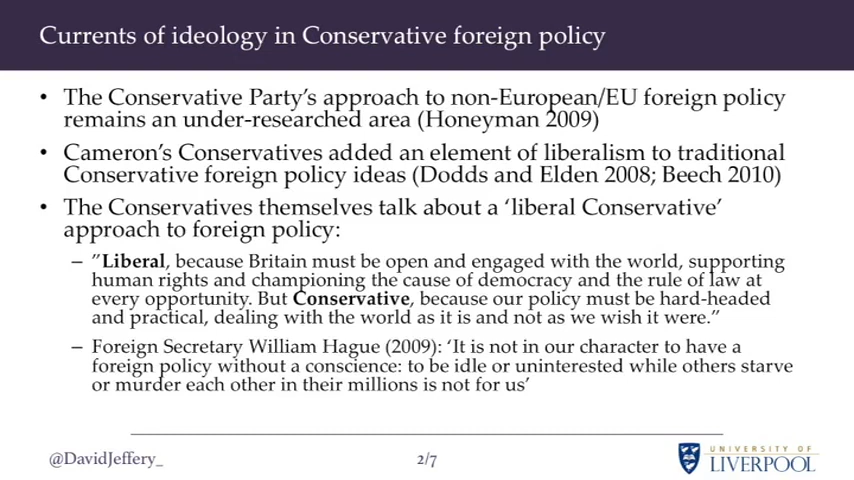 Currents of ideology in Conservative foreign policy
• The Conservative Party's approach to non-European/EU foreign policy
remains an under-researched area (Honeyman 2009)
• Cameron's Conservatives added an element of liberalism to traditional
Conservative foreign policy ideas (Dodds and Elden 2008; Beech 2010)
• The Conservatives themselves talk about a ‘liberal Conservative’
approach to foreign policy:
– ”Liberal, because Britain must be open and engaged with the world, supporting
human rights and championing the cause of democracy and the rule of law at
every opportunity. But Conservative, because our policy must be hard-headed
and practical, dealing with the world as it is and not as we wish it were.”
– Foreign Secretary William Hague (2009): ‘It is not in our character to have a
foreign policy without a conscience: to be idle or uninterested while others starve
or murder each other in their millions is not for us’
@DavidJeffery_
2/7
UNIVERSITY OF
LIVERPOOL